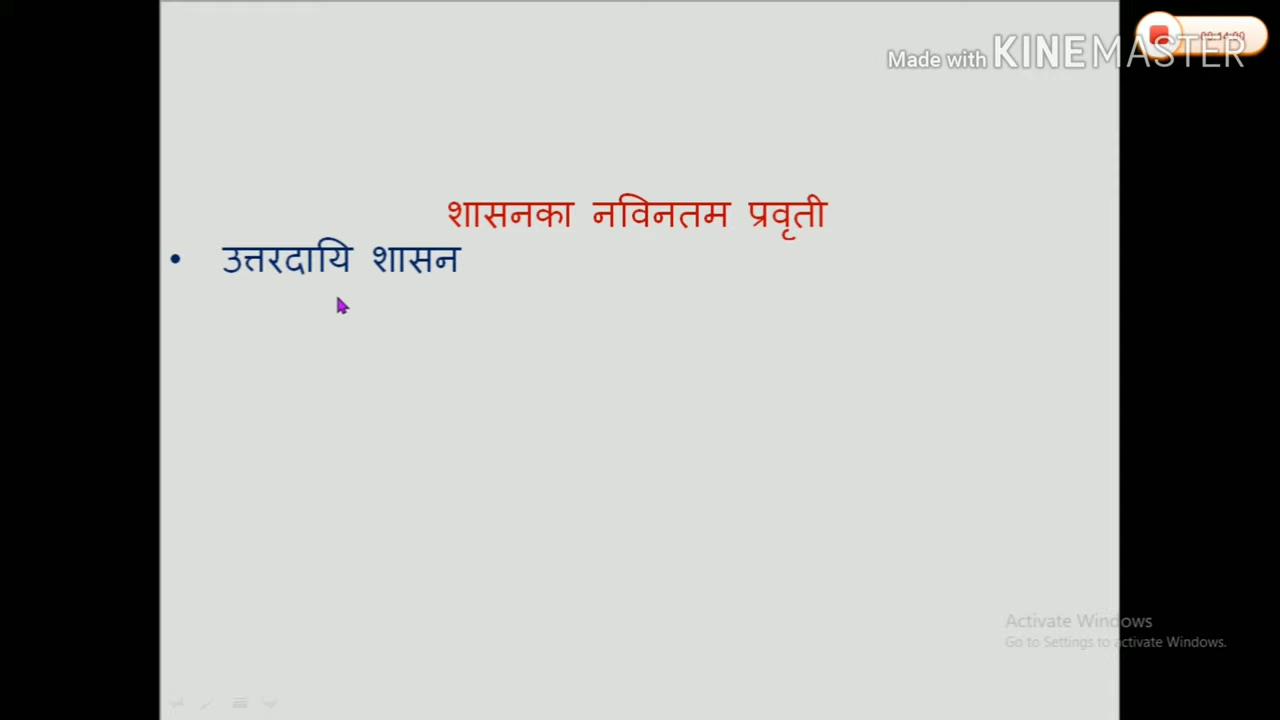 Made with KINEMASTER
शासनका नविनतम प्रवृती
• उत्तरदायि शासन
Activate Windows
Go to Settings to activate Windows.